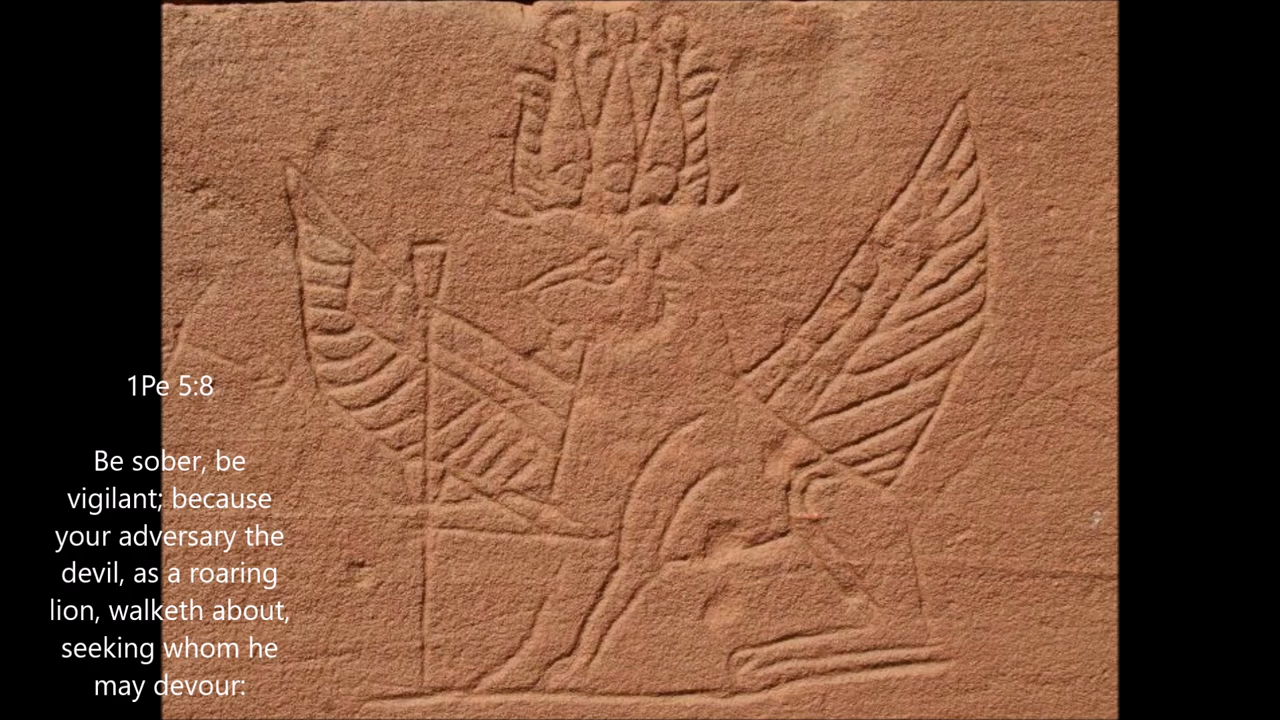 1Pe 5:8
Be sober, be
vigilant; because
your adversary the
devil, as a roaring
lion, walketh about,
seeking whom he
may devour: